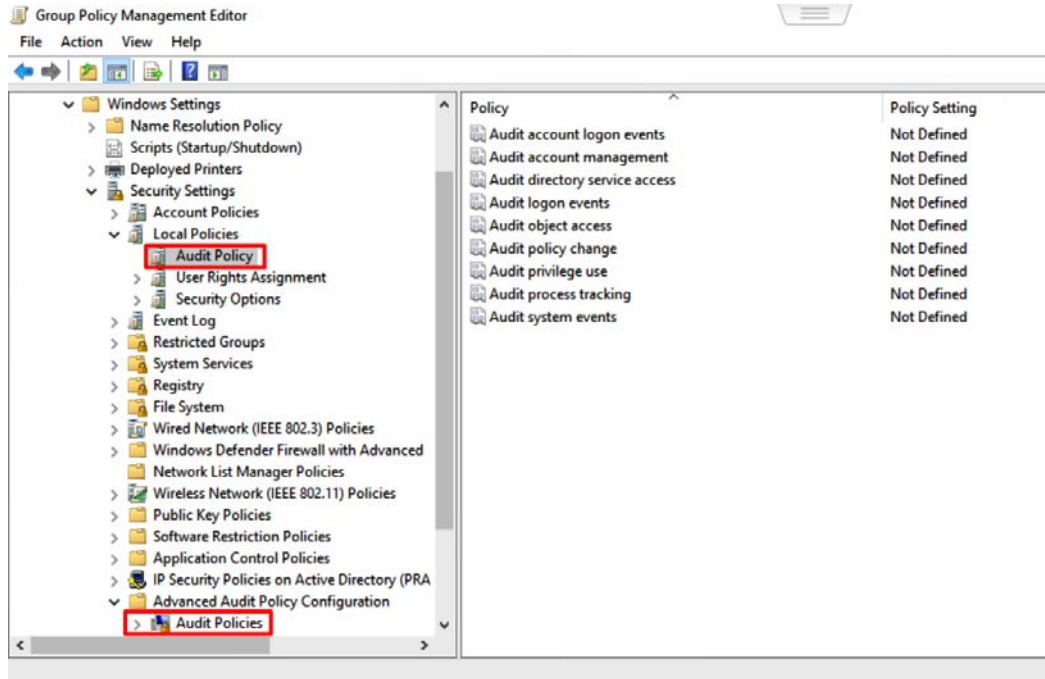 Group Policy Management Editor
File Action View Help
Windows Settings
Name Resolution Policy
Scripts (Startup/Shutdown)
Deployed Printers
Security Settings
Account Policies
Local Policies
Audit Policy
User Rights Assignment
Security Options
Event Log
Restricted Groups
System Services
Registry
File System
Wired Network (IEEE 802.3) Policies
Windows Defender Firewall with Advanced
Network List Manager Policies
Wireless Network (IEEE 802.11) Policies
Public Key Policies
Software Restriction Policies
Application Control Policies
IP Security Policies on Active Directory (PRA
Advanced Audit Policy Configuration
Audit Policies
Policy Policy Setting
Audit account logon events Not Defined
Audit account management Not Defined
Audit directory service access Not Defined
Audit logon events Not Defined
Audit object access Not Defined
Audit policy change Not Defined
Audit privilege use Not Defined
Audit process tracking Not Defined
Audit system events Not Defined